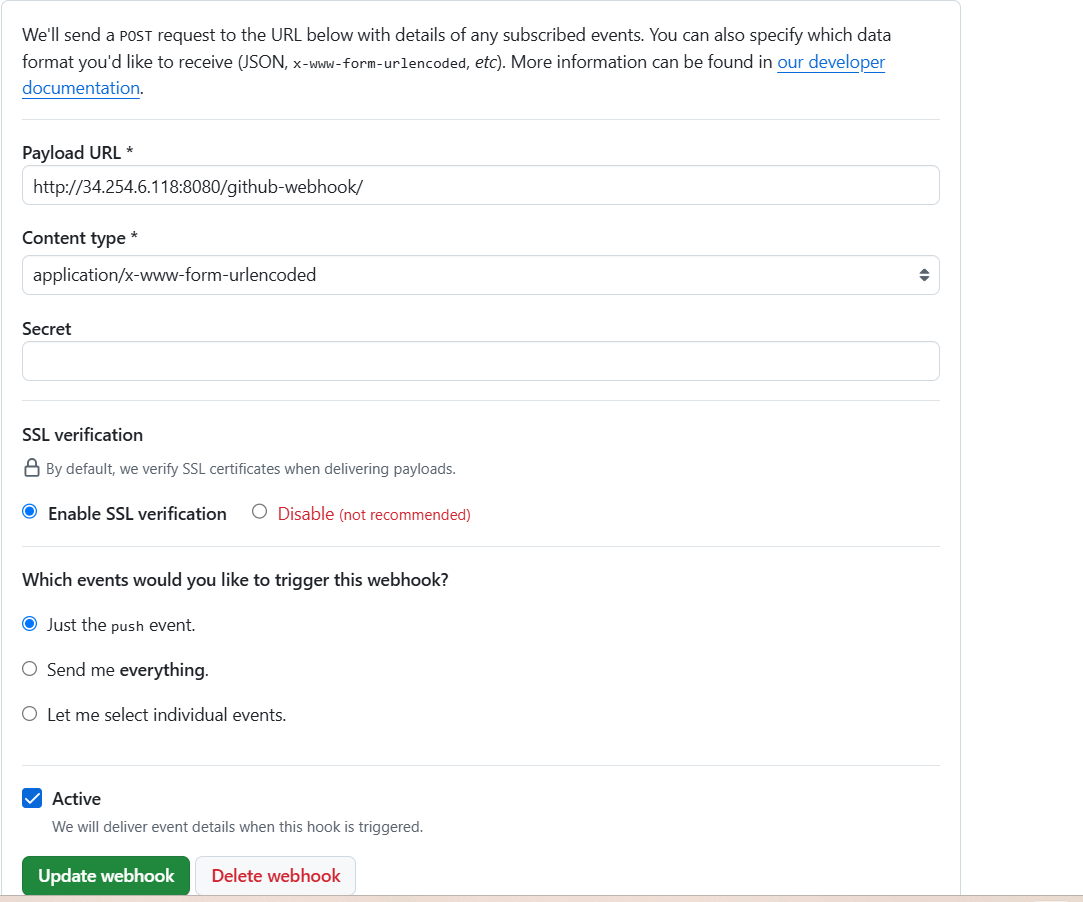 We'll send a POST request to the URL below with details of any subscribed events. You can also specify which data
format you'd like to receive (JSON, x-www-form-urlencoded, etc). More information can be found in our developer
documentation.
Payload URL *
http://34.254.6.118:8080/github-webhook/
Content type *
application/x-www-form-urlencoded
Secret
SSL verification
By default, we verify SSL certificates when delivering payloads.
Enable SSL verification Disable (not recommended)
Which events would you like to trigger this webhook?
Just the push event.
Send me everything.
Let me select individual events.
Active
We will deliver event details when this hook is triggered.
Update webhook Delete webhook